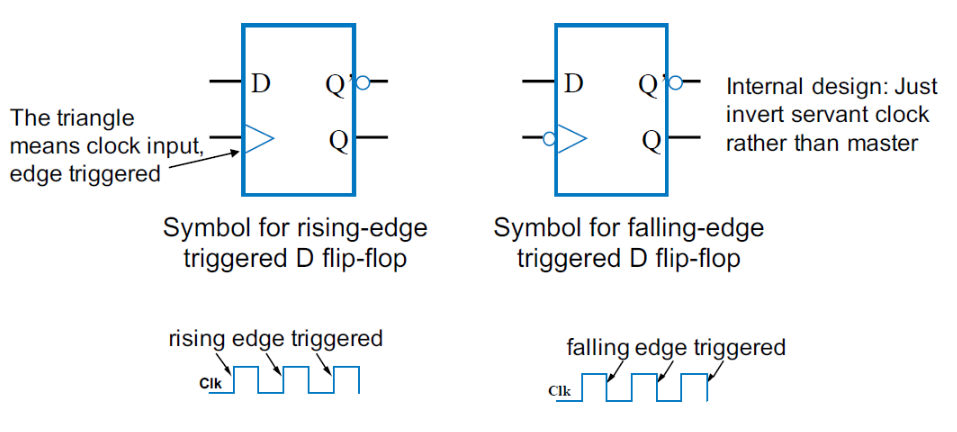 D Q’
Q
The triangle
means clock input,
edge triggered
D Q’
Q
Internal design: Just
invert servant clock
rather than master
Symbol for rising-edge
triggered D flip-flop
Symbol for falling-edge
triggered D flip-flop
rising edge triggered
Clk
falling edge triggered
Clk